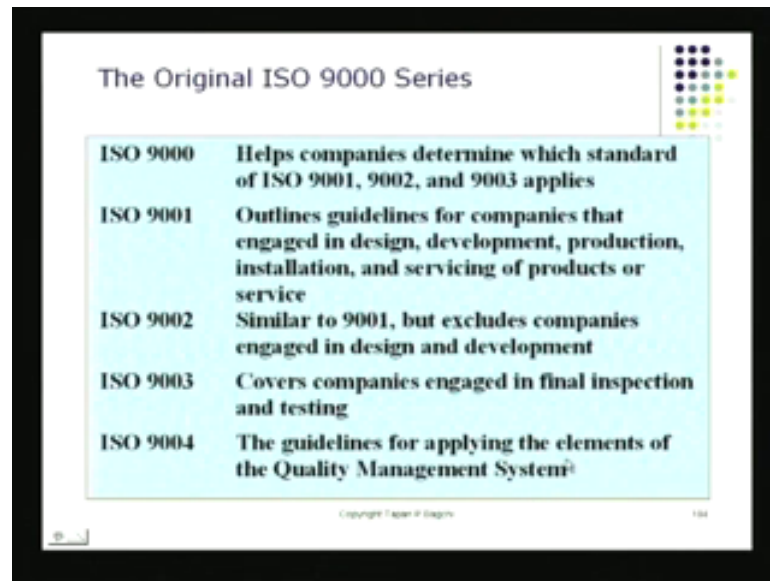 The Original ISO 9000 Series
ISO 9000 Helps companies determine which standard
of ISO 9001, 9002, and 9003 applies
ISO 9001 Outlines guidelines for companies that
engaged in design, development, production,
installation, and servicing of products or
service
ISO 9002 Similar to 9001, but excludes companies
engaged in design and development
ISO 9003 Covers companies engaged in final inspection
and testing
ISO 9004 The guidelines for applying the elements of
the Quality Management System
Copyright Tapan P Bagchi